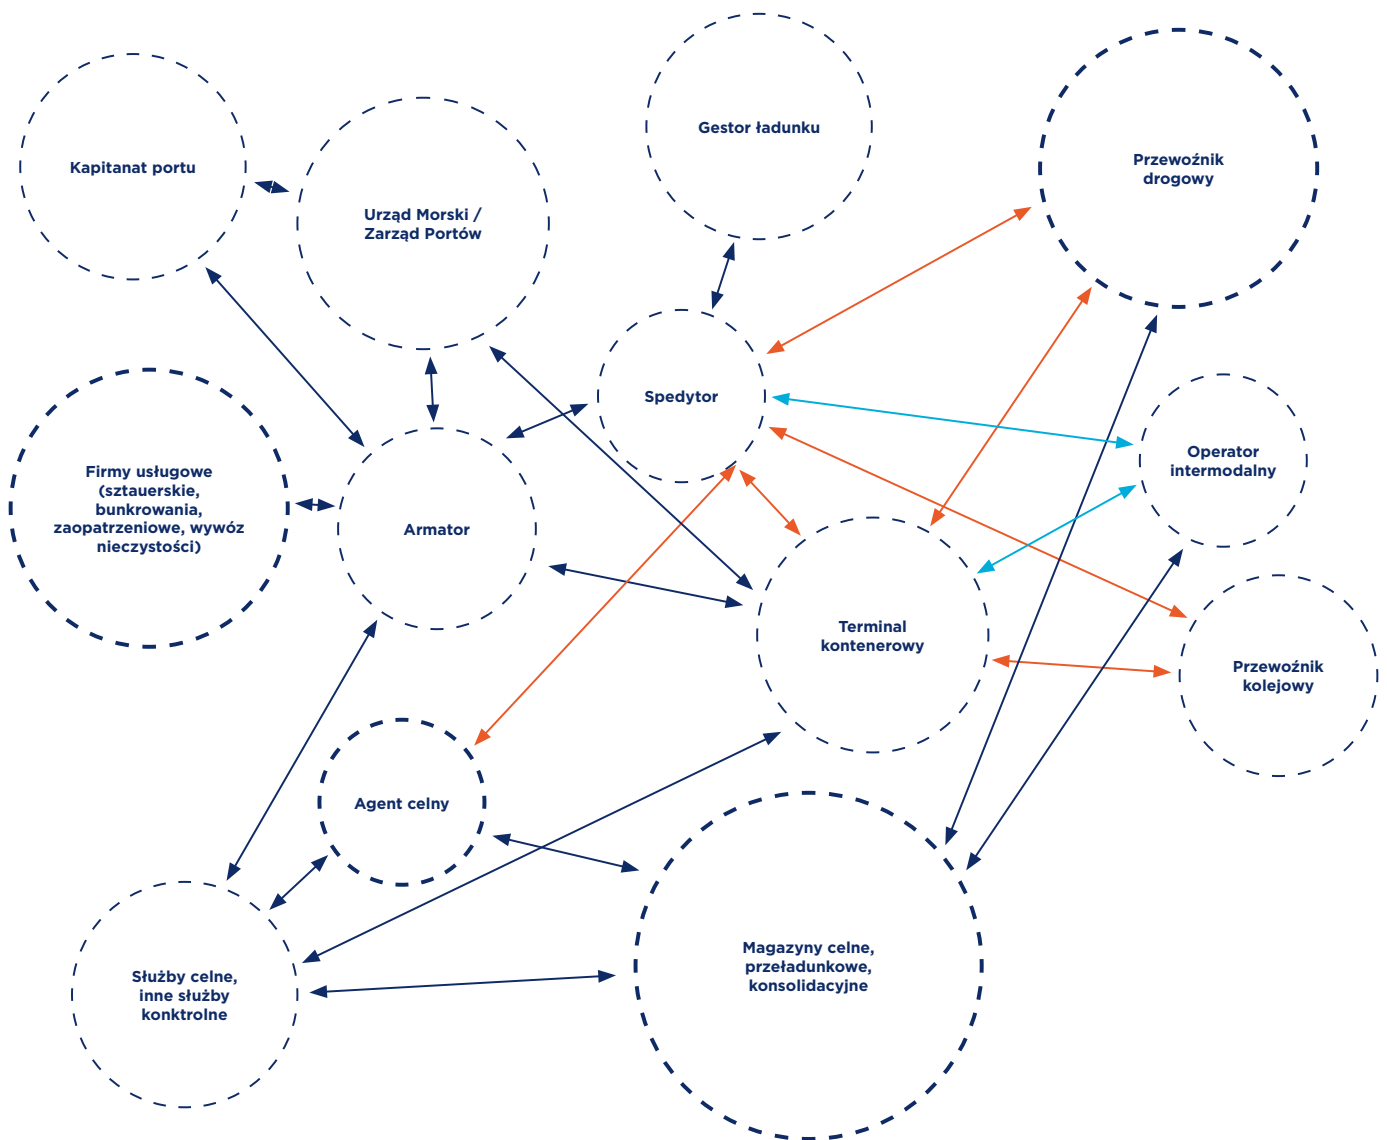 Gestor ładunku
Kapitanat portu
Przewoźnik
drogowy
Urząd Morski /
Zarząd Portów
Spedytor
Operator
intermodalny
Firmy usługowe
(sztauerskie,
bunkrowania,
zaopatrzeniowe, wywóz
nieczystości)
Armator
Terminal
kontenerowy
Przewoźnik
kolejowy
Agent celny
Magazyny celne,
przeładunkowe,
konsolidacyjne
Służby celne,
inne służby
konktrolne